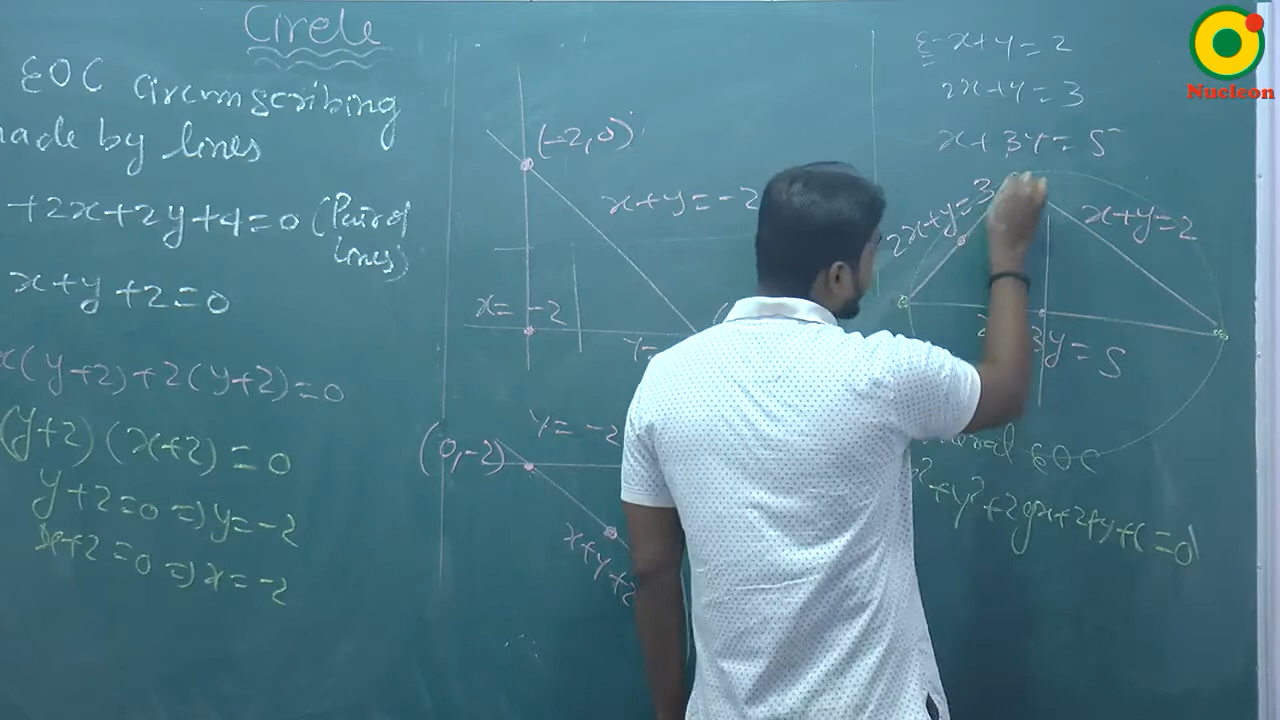 Circle
EOC Circumscribing
made by lines
+2x+2y+4=0 (Pair of
lines)
x+y+2=0
x(y+2)+2(y+2)=0
(y+2)(x+2)=0
y+2=0 => y=-2
x+2=0 => x=-2
(-2,0)
x+y=-2
x=-2
y=
(0,-2)
y=-2
x+y+2
x+y=2
2x+y=3
x+3y=5
2x+y=3
x+y=2
3y=5
EOC
x²+y²+2gx+2fy+c=0
Nucleon